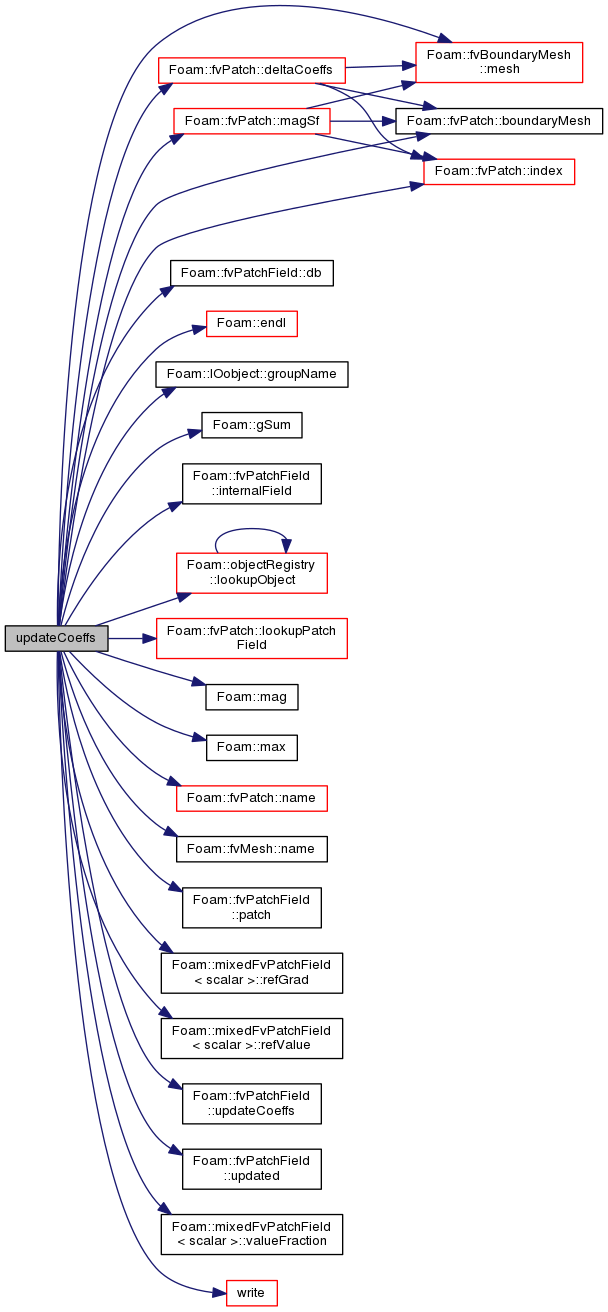 Foam::fvBoundaryMesh
::mesh
Foam::fvPatch::deltaCoeffs
Foam::fvPatch::magSf
Foam::fvPatch::boundaryMesh
Foam::fvPatch::index
Foam::fvPatchField::db
Foam::endl
Foam::IOobject::groupName
Foam::gSum
Foam::fvPatchField
::internalField
Foam::objectRegistry
::lookupObject
updateCoeffs
Foam::fvPatch::lookupPatch
Field
Foam::mag
Foam::max
Foam::fvPatch::name
Foam::fvMesh::name
Foam::fvPatchField
::patch
Foam::mixedFvPatchField
< scalar >::refGrad
Foam::mixedFvPatchField
< scalar >::refValue
Foam::fvPatchField
::updateCoeffs
Foam::fvPatchField
::updated
Foam::mixedFvPatchField
< scalar >::valueFraction
write